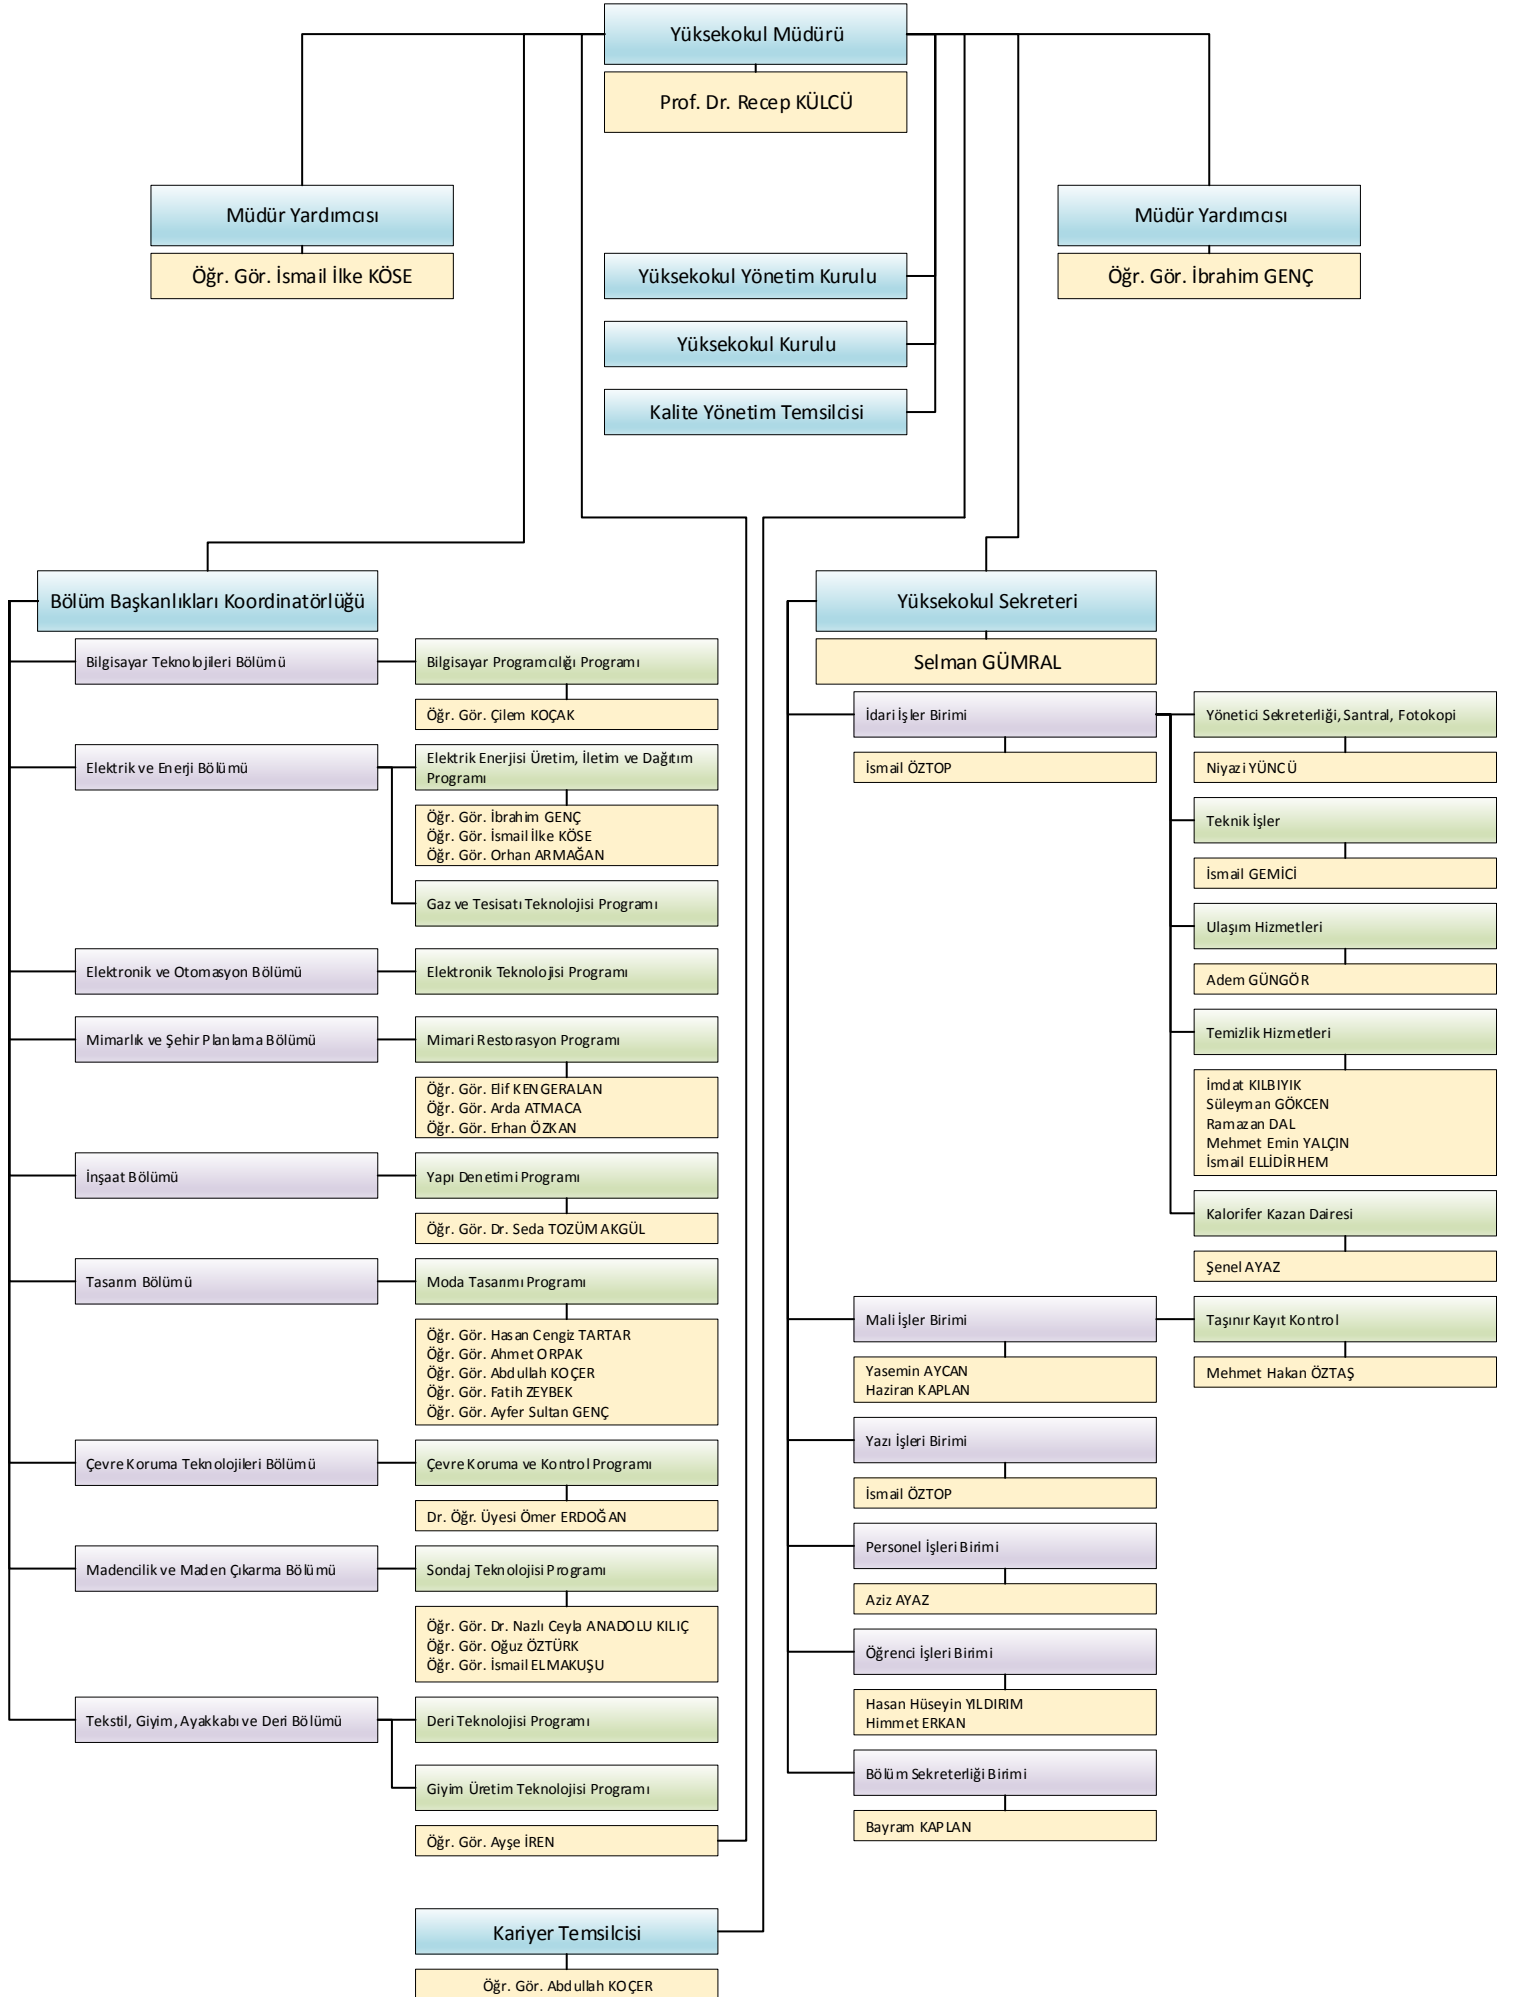 Yüksekokul Müdürü
Prof. Dr. Recep KÜLCÜ
Müdür Yardımcısı
Öğr. Gör. İsmail İlke KÖSE
Müdür Yardımcısı
Öğr. Gör. İbrahim GENÇ
Yüksekokul Yönetim Kurulu
Yüksekokul Kurulu
Kalite Yönetim Temsilcisi
Bölüm Başkanlıkları Koordinatörlüğü
Bilgisayar Teknolojileri Bölümü
Bilgisayar Programcılığı Programı
Öğr. Gör. Çilem KOÇAK
Elektrik ve Enerji Bölümü
Elektrik Enerjisi Üretim, İletim ve Dağıtım
Programı
Öğr. Gör. İbrahim GENÇ
Öğr. Gör. İsmail İlke KÖSE
Öğr. Gör. Orhan ARMAĞAN
Gaz ve Tesisatı Teknolojisi Programı
Elektronik ve Otomasyon Bölümü
Elektronik Teknolojisi Programı
Mimarlık ve Şehir Planlama Bölümü
Mimari Restorasyon Programı
Öğr. Gör. Elif KENGERALAN
Öğr. Gör. Arda ATMACA
Öğr. Gör. Erhan ÖZKAN
İnşaat Bölümü
Yapı Denetimi Programı
Öğr. Gör. Dr. Seda TOZÜM AKGÜL
Tasarım Bölümü
Moda Tasarımı Programı
Öğr. Gör. Hasan Cengiz TARTAR
Öğr. Gör. Ahmet ORPAK
Öğr. Gör. Abdullah KOÇER
Öğr. Gör. Fatih ZEYBEK
Öğr. Gör. Ayfer Sultan GENÇ
Çevre Koruma Teknolojileri Bölümü
Çevre Koruma ve Kontrol Programı
Dr. Öğr. Üyesi Ömer ERDOĞAN
Madencilik ve Maden Çıkarma Bölümü
Sondaj Teknolojisi Programı
Öğr. Gör. Dr. Nazlı Ceyla ANADOLU KILIÇ
Öğr. Gör. Oğuz ÖZTÜRK
Öğr. Gör. İsmail ELMAKUŞU
Tekstil, Giyim, Ayakkabı ve Deri Bölümü
Deri Teknolojisi Programı
Giyim Üretim Teknolojisi Programı
Öğr. Gör. Ayşe İREN
Kariyer Temsilcisi
Öğr. Gör. Abdullah KOÇER
Yüksekokul Sekreteri
Selman GÜMRAL
İdari İşler Birimi
İsmail ÖZTOP
Yönetici Sekreterliği, Santral, Fotokopi
Niyazi YÜNCÜ
Teknik İşler
İsmail GEMİCİ
Ulaşım Hizmetleri
Adem GÜNGÖR
Temizlik Hizmetleri
İmdat KILBIYIK
Süleyman GÖKCEN
Ramazan DAL
Mehmet Emin YALÇIN
İsmail ELLİDİRHEM
Kalorifer Kazan Dairesi
Şenel AYAZ
Mali İşler Birimi
Yasemin AYCAN
Haziran KAPLAN
Taşınır Kayıt Kontrol
Mehmet Hakan ÖZTAŞ
Yazı İşleri Birimi
İsmail ÖZTOP
Personel İşleri Birimi
Aziz AYAZ
Öğrenci İşleri Birimi
Hasan Hüseyin YILDIRIM
Himmet ERKAN
Bölüm Sekreterliği Birimi
Bayram KAPLAN